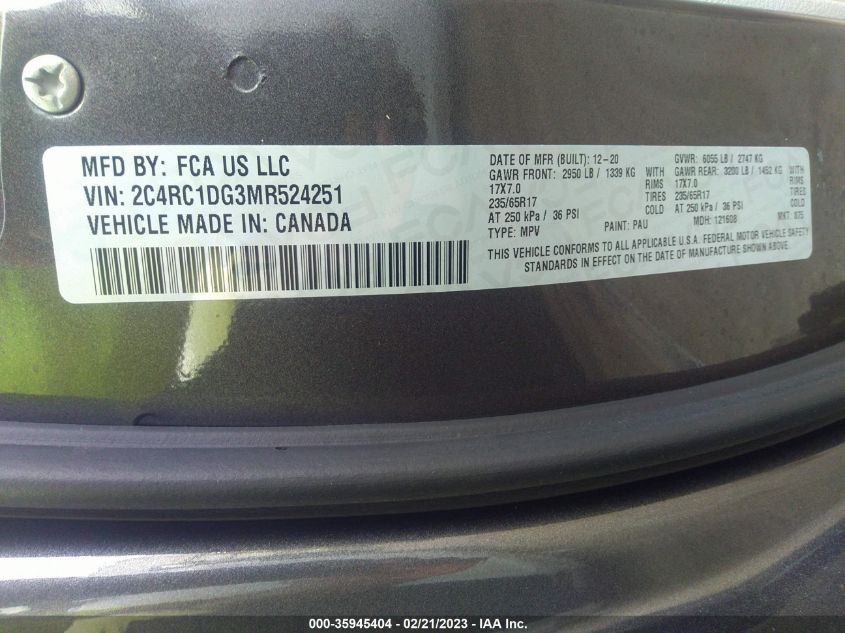 MFD BY: FCA US LLC
VIN: 2C4RC1DG3MR524251
VEHICLE MADE IN: CANADA
DATE OF MFR (BUILT): 12-20 GVWR: 6055 LB / 2747 KG
GAWR FRONT: 2950 LB / 1339 KG WITH GAWR REAR: 3200 LB / 1452 KG WITH
17X7.0 RIMS 17X7.0 RIMS
235/65R17 TIRES 235/65R17 TIRES
AT 250 kPa / 36 PSI COLD AT 250 kPa / 36 PSI COLD
TYPE: MPV PAINT: PAU MDH: 121608 MKT: 875
THIS VEHICLE CONFORMS TO ALL APPLICABLE U.S.A. FEDERAL MOTOR VEHICLE SAFETY
STANDARDS IN EFFECT ON THE DATE OF MANUFACTURE SHOWN ABOVE.
000-35945404 - 02/21/2023 - © IAA Inc.